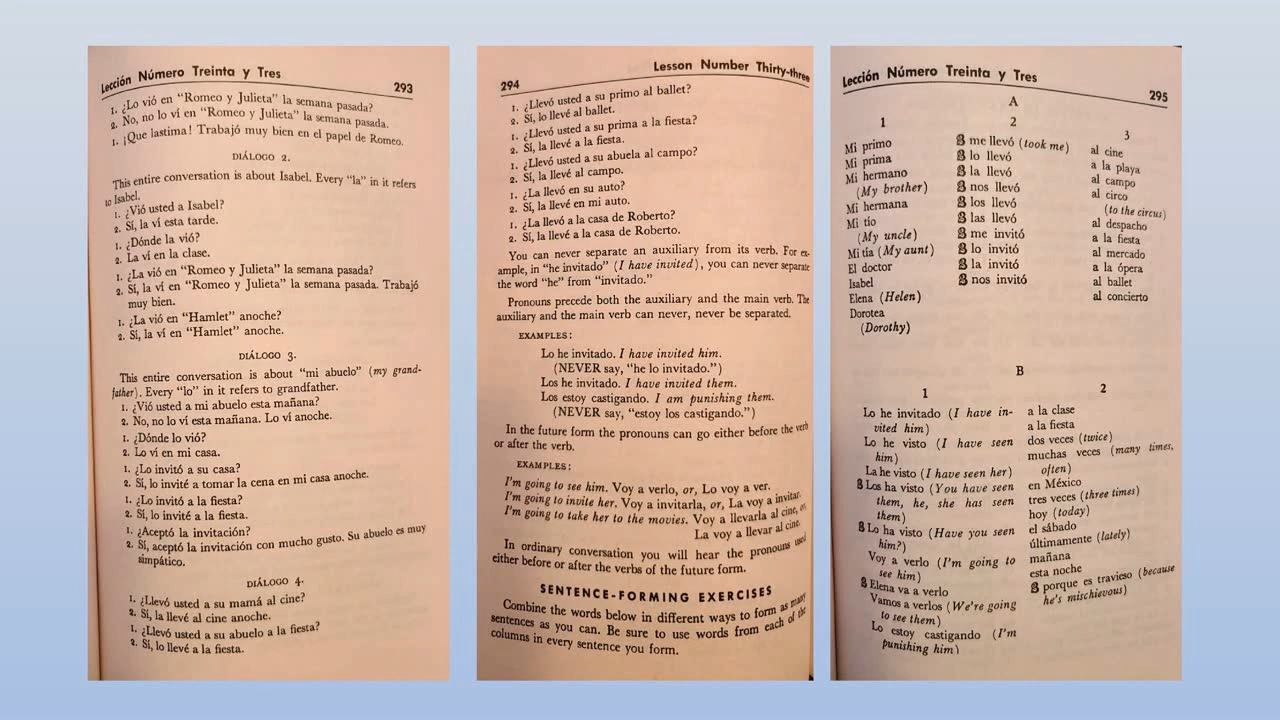 Lección Número Treinta y Tres
293
1. ¿Lo vió en "Romeo y Julieta" la semana pasada?
2. No, no lo ví en "Romeo y Julieta" la semana pasada.
1. ¡Que lastima! Trabajó muy bien en el papel de Romeo.
DIÁLOGO 2.
This entire conversation is about Isabel. Every "la" in it refers
to Isabel.
1. ¿Vió usted a Isabel?
2. Sí, la ví esta tarde.
1. ¿Dónde la vió?
2. La ví en la clase.
1. ¿La vió en "Romeo y Julieta" la semana pasada?
2. Sí, la ví en "Romeo y Julieta" la semana pasada. Trabajó
muy bien.
1. ¿La vió en "Hamlet" anoche?
2. Sí, la ví en "Hamlet" anoche.
DIÁLOGO 3.
This entire conversation is about "mi abuelo" (my grand-
father). Every "lo" in it refers to grandfather.
1. ¿Vió usted a mi abuelo esta mañana?
2. No, no lo ví esta mañana. Lo ví anoche.
1. ¿Dónde lo vió?
2. Lo ví en mi casa.
1. ¿Lo invitó a su casa?
2. Sí, lo invité a tomar la cena en mi casa anoche.
1. ¿Lo invitó a la fiesta?
2. Sí, lo invité a la fiesta.
1. ¿Aceptó la invitación?
2. Sí, aceptó la invitación con mucho gusto. Su abuelo es muy
simpático.
DIÁLOGO 4.
1. ¿Llevó usted a su mamá al cine?
2. Sí, la llevé al cine anoche.
1. ¿Llevó usted a su abuelo a la fiesta?
2. Sí, lo llevé a la fiesta.
294
Lesson Number Thirty-three
1. ¿Llevó usted a su primo al ballet?
2. Sí, lo llevé al ballet.
1. ¿Llevó usted a su prima a la fiesta?
2. Sí, la llevé a la fiesta.
1. ¿Llevó usted a su abuela al campo?
2. Sí, la llevé al campo.
1. ¿La llevó en su auto?
2. Sí, la llevé en mi auto.
1. ¿La llevó a la casa de Roberto?
2. Sí, la llevé a la casa de Roberto.
You can never separate an auxiliary from its verb. For ex-
ample, in "he invitado" (I have invited), you can never separate
the word "he" from "invitado."
Pronouns precede both the auxiliary and the main verb. The
auxiliary and the main verb can never, never be separated.
EXAMPLES:
Lo he invitado. I have invited him.
(NEVER say, "he lo invitado.")
Los he invitado. I have invited them.
Los estoy castigando. I am punishing them.
(NEVER say, "estoy los castigando.")
In the future form the pronouns can go either before the verb
or after the verb.
EXAMPLES:
I'm going to see him. Voy a verlo, or, Lo voy a ver.
I'm going to invite her. Voy a invitarla, or, La voy a invitar.
I'm going to take her to the movies. Voy a llevarla al cine, or,
La voy a llevar al cine.
In ordinary conversation you will hear the pronouns used
either before or after the verbs of the future form.
SENTENCE-FORMING EXERCISES
Combine the words below in different ways to form as many
sentences as you can. Be sure to use words from each of the
columns in every sentence you form.
Lección Número Treinta y Tres
295
A
1
Mi primo
Mi prima
Mi hermano
(My brother)
Mi hermana
Mi tío
(My uncle)
Mi tía (My aunt)
El doctor
Isabel
Elena (Helen)
Dorotea
(Dorothy)
2
me llevó (took me)
lo llevó
la llevó
nos llevó
los llevó
las llevó
me invitó
lo invitó
la invitó
nos invitó
3
al cine
a la playa
al campo
al circo
(to the circus)
al despacho
a la fiesta
al mercado
a la ópera
al ballet
al concierto
B
1
Lo he invitado (I have in-
vited him)
Lo he visto (I have seen
him)
La he visto (I have seen her)
Los ha visto (You have seen
them, he, she has seen
them)
Lo ha visto (Have you seen
him?)
Voy a verlo (I'm going to
see him)
Elena va a verlo
Vamos a verlos (We're going
to see them)
Lo estoy castigando (I'm
punishing him)
2
a la clase
a la fiesta
dos veces (twice)
muchas veces (many times,
often)
en México
tres veces (three times)
hoy (today)
el sábado
últimamente (lately)
mañana
esta noche
porque es travieso (because
he's mischievous)